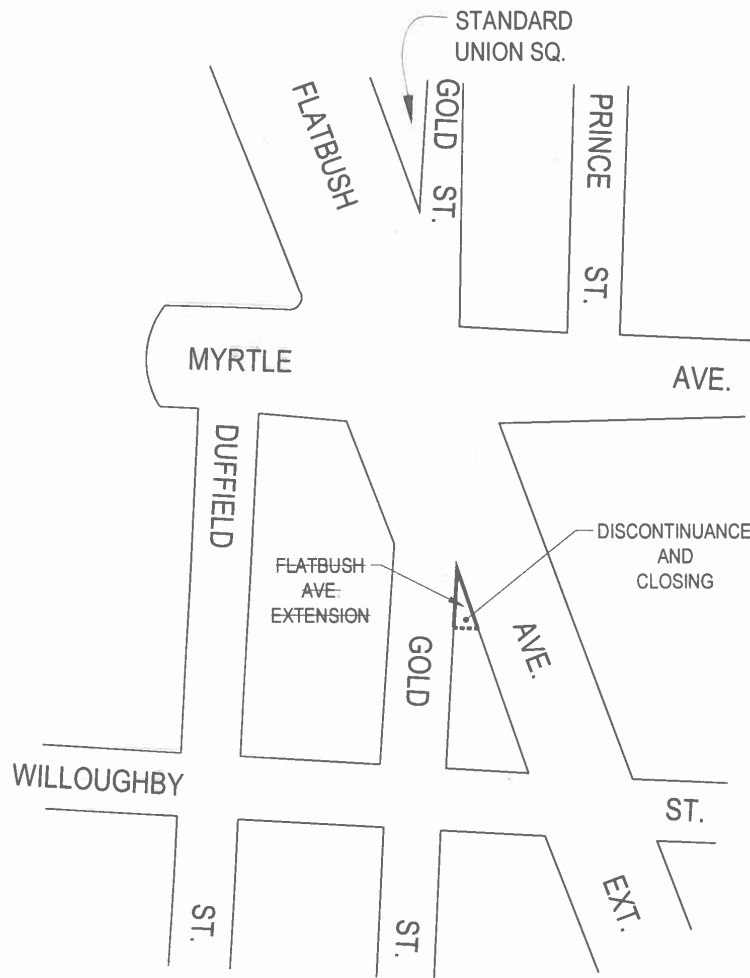 STANDARD
UNION SQ.
FLATBUSH
GOLD ST.
PRINCE ST.
MYRTLE
AVE.
DUFFIELD
FLATBUSH
AVE.
EXTENSION
DISCONTINUANCE
AND
CLOSING
GOLD
AVE.
WILLOUGHBY
ST.
ST.
ST.
EXT.